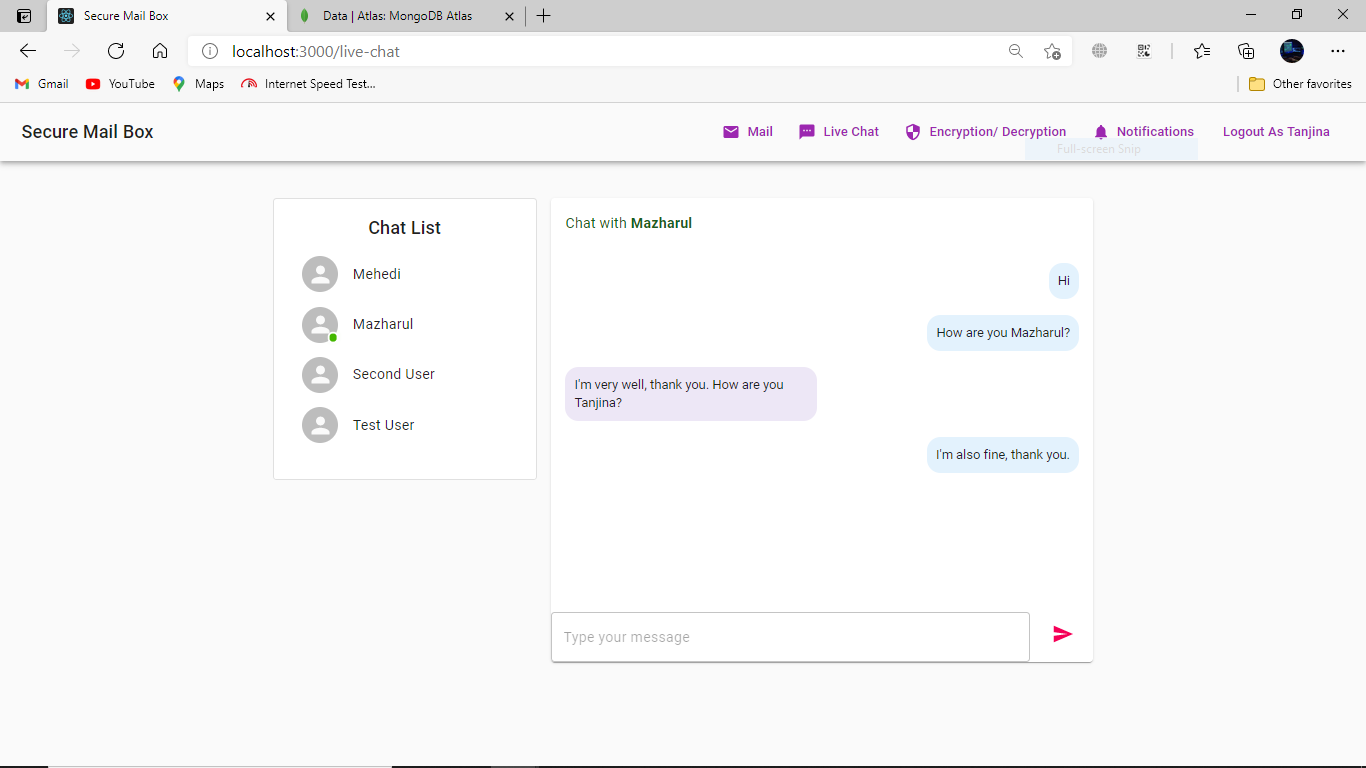 Secure Mail Box
Data | Atlas: MongoDB Atlas
localhost:3000/live-chat
Gmail
YouTube
Maps
Internet Speed Test...
Other favorites
Secure Mail Box
Mail
Live Chat
Encryption/ Decryption
Notifications
Logout As Tanjina
Full-screen Snip
Chat List
Mehedi
Mazharul
Second User
Test User
Chat with Mazharul
Hi
How are you Mazharul?
I'm very well, thank you. How are you
Tanjina?
I'm also fine, thank you.
Type your message